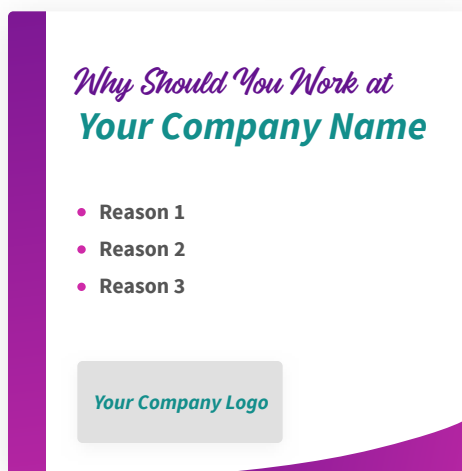 Why Should You Work at
Your Company Name
Reason 1
Reason 2
Reason 3
Your Company Logo